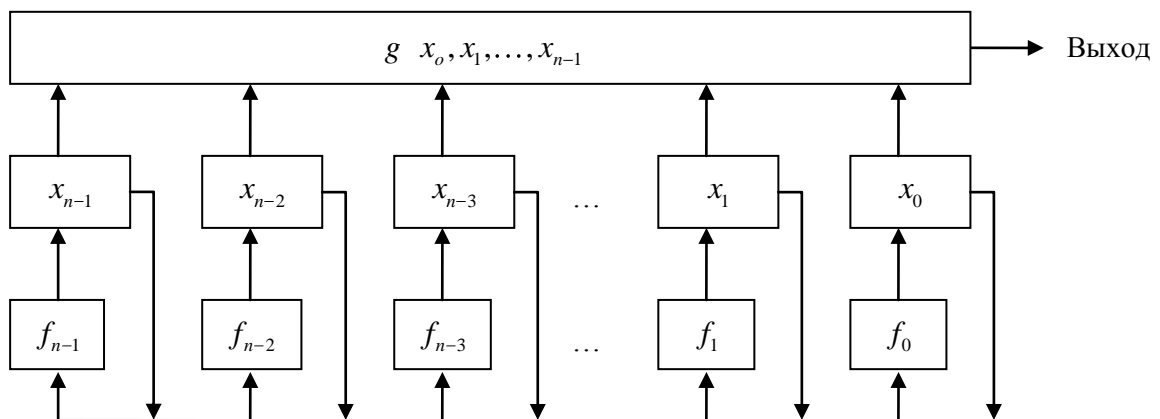 g x_o, x_1, ..., x_{n-1}
Выход
x_{n-1} x_{n-2} x_{n-3} ... x_1 x_0
f_{n-1} f_{n-2} f_{n-3} ... f_1 f_0